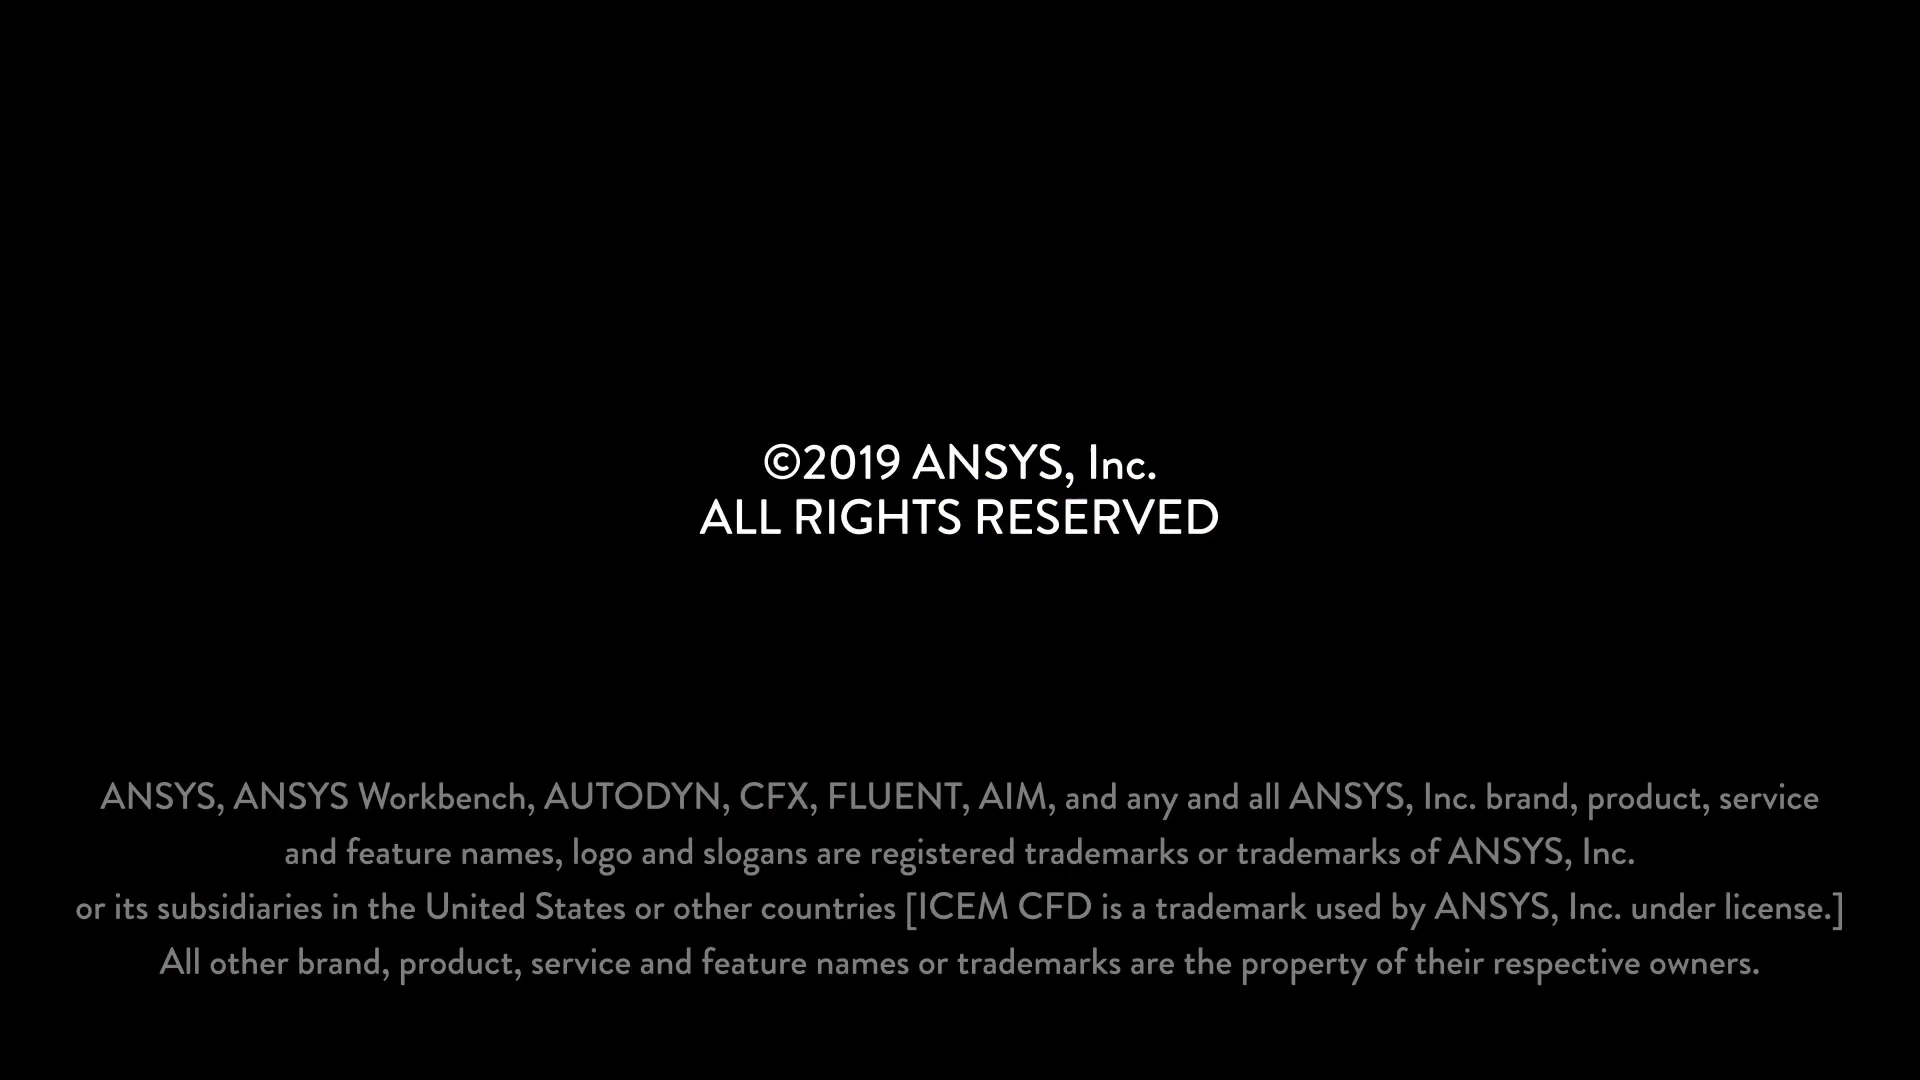 ©2019 ANSYS, Inc.
ALL RIGHTS RESERVED
ANSYS, ANSYS Workbench, AUTODYN, CFX, FLUENT, AIM, and any and all ANSYS, Inc. brand, product, service
and feature names, logo and slogans are registered trademarks or trademarks of ANSYS, Inc.
or its subsidiaries in the United States or other countries [ICEM CFD is a trademark used by ANSYS, Inc. under license.]
All other brand, product, service and feature names or trademarks are the property of their respective owners.